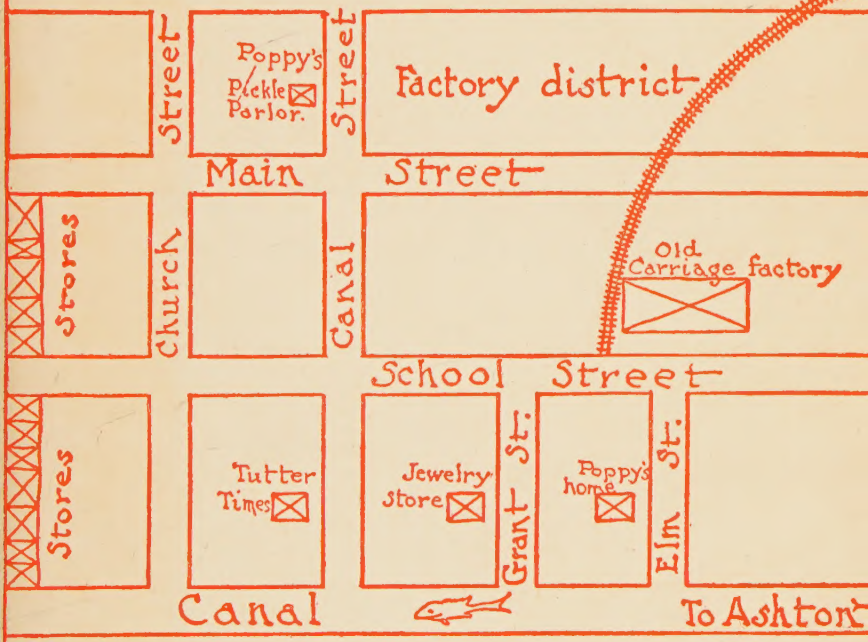 Street
Poppy's
Pickle
Parlor.
Street
Factory district
Main Street
Stores
Church
Canal
Old
Carriage factory
School Street
Stores
Tutter
Times
Jewelry
Store
Grant St.
Poppy's
home
Elm St.
Canal
To Ashton